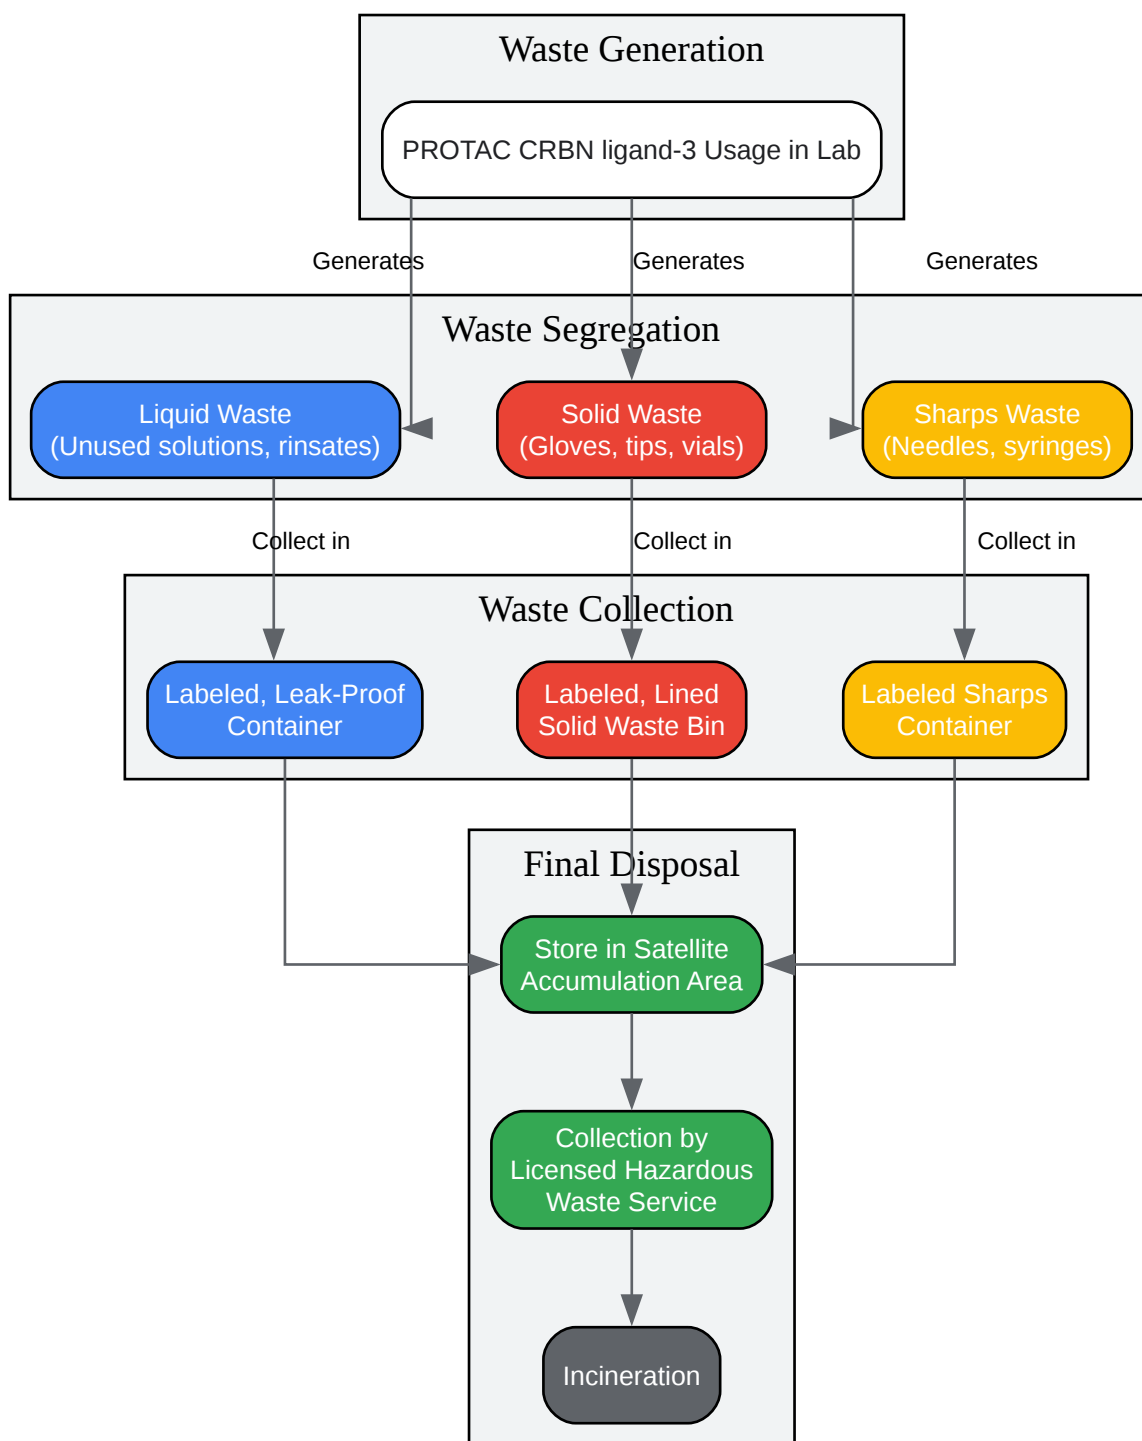 Waste Generation
PROTAC CRBN ligand-3 Usage in Lab
Generates
Generates
Generates
Waste Segregation
Liquid Waste
(Unused solutions, rinsates)
Solid Waste
(Gloves, tips, vials)
Sharps Waste
(Needles, syringes)
Collect in
Collect in
Collect in
Waste Collection
Labeled, Leak-Proof
Container
Labeled, Lined
Solid Waste Bin
Labeled Sharps
Container
Final Disposal
Store in Satellite
Accumulation Area
Collection by
Licensed Hazardous
Waste Service
Incineration